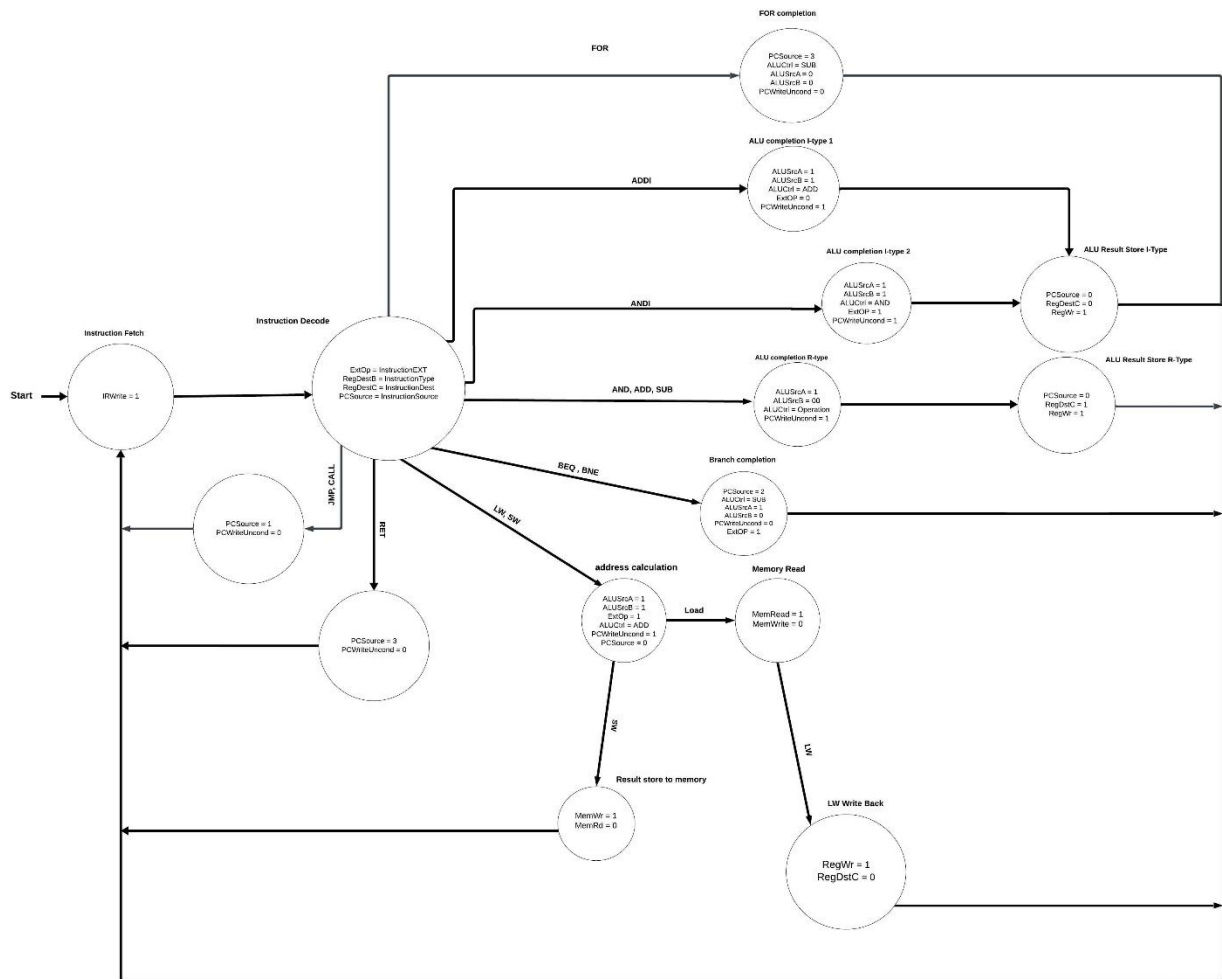 FOR completion
FOR
PCSource = 3
ALUCtrl = SUB
ALUSrcA = 0
ALUSrcB = 0
PCWriteUncond = 0
ALU completion I-type 1
ADDI
ALUSrcA = 1
ALUSrcB = 1
ALUCtrl = ADD
ExtOP = 0
PCWriteUncond = 1
ALU completion I-type 2
ANDI
ALUSrcA = 1
ALUSrcB = 1
ALUCtrl = AND
ExtOP = 1
PCWriteUncond = 1
ALU Result Store I-Type
PCSource = 0
RegDestC = 0
RegWr = 1
Instruction Fetch
Start
IRWrite = 1
Instruction Decode
ExtOp = InstructionEXT
RegDestB = InstructionType
RegDestC = InstructionDest
PCSource = InstructionSource
ALU completion R-type
AND, ADD, SUB
ALUSrcA = 1
ALUSrcB = 00
ALUCtrl = Operation
PCWriteUncond = 1
ALU Result Store R-Type
PCSource = 0
RegDstC = 1
RegWr = 1
Branch completion
BEQ , BNE
PCSource = 2
ALUCtrl = SUB
ALUSrcA = 1
ALUSrcB = 0
PCWriteUncond = 0
ExtOP = 1
JMP, CALL
PCSource = 1
PCWriteUncond = 0
RET
PCSource = 3
PCWriteUncond = 0
LW, SW
address calculation
ALUSrcA = 1
ALUSrcB = 1
ExtOp = 1
ALUCtrl = ADD
PCWriteUncond = 1
PCSource = 0
Load
Memory Read
MemRead = 1
MemWrite = 0
SW
Result store to memory
MemWr = 1
MemRd = 0
LW
LW Write Back
RegWr = 1
RegDstC = 0